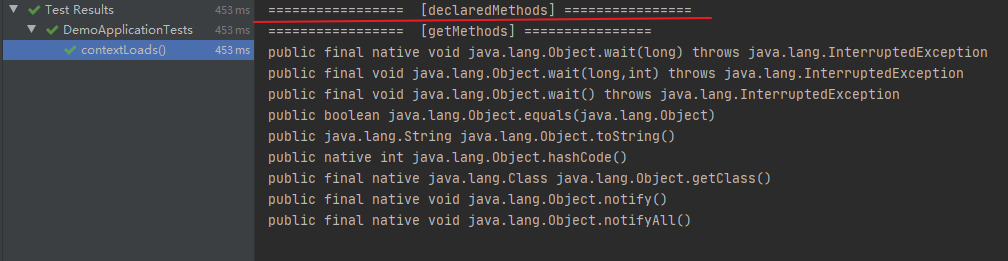 Test Results 453 ms
DemoApplicationTests 453 ms
contextLoads() 453 ms
================= [declaredMethods] ================
================= [getMethods] ================
public final native void java.lang.Object.wait(long) throws java.lang.InterruptedException
public final void java.lang.Object.wait(long,int) throws java.lang.InterruptedException
public final void java.lang.Object.wait() throws java.lang.InterruptedException
public boolean java.lang.Object.equals(java.lang.Object)
public java.lang.String java.lang.Object.toString()
public native int java.lang.Object.hashCode()
public final native java.lang.Class java.lang.Object.getClass()
public final native void java.lang.Object.notify()
public final native void java.lang.Object.notifyAll()